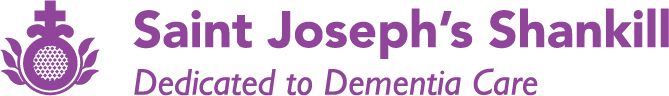 Saint Joseph's Shankill
Dedicated to Dementia Care